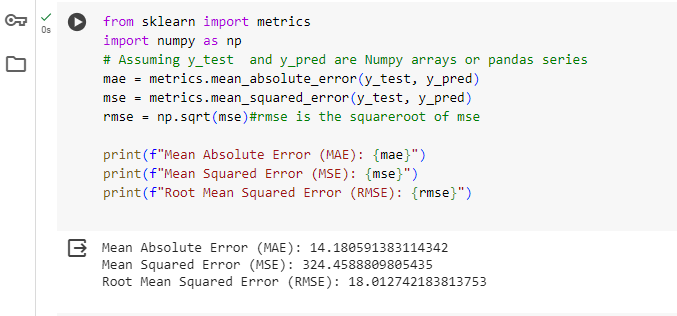 0s
from sklearn import metrics
import numpy as np
# Assuming y_test  and y_pred are Numpy arrays or pandas series
mae = metrics.mean_absolute_error(y_test, y_pred)
mse = metrics.mean_squared_error(y_test, y_pred)
rmse = np.sqrt(mse)#rmse is the squareroot of mse
print(f"Mean Absolute Error (MAE): {mae}")
print(f"Mean Squared Error (MSE): {mse}")
print(f"Root Mean Squared Error (RMSE): {rmse}")
Mean Absolute Error (MAE): 14.180591383114342
Mean Squared Error (MSE): 324.4588809805435
Root Mean Squared Error (RMSE): 18.012742183813753